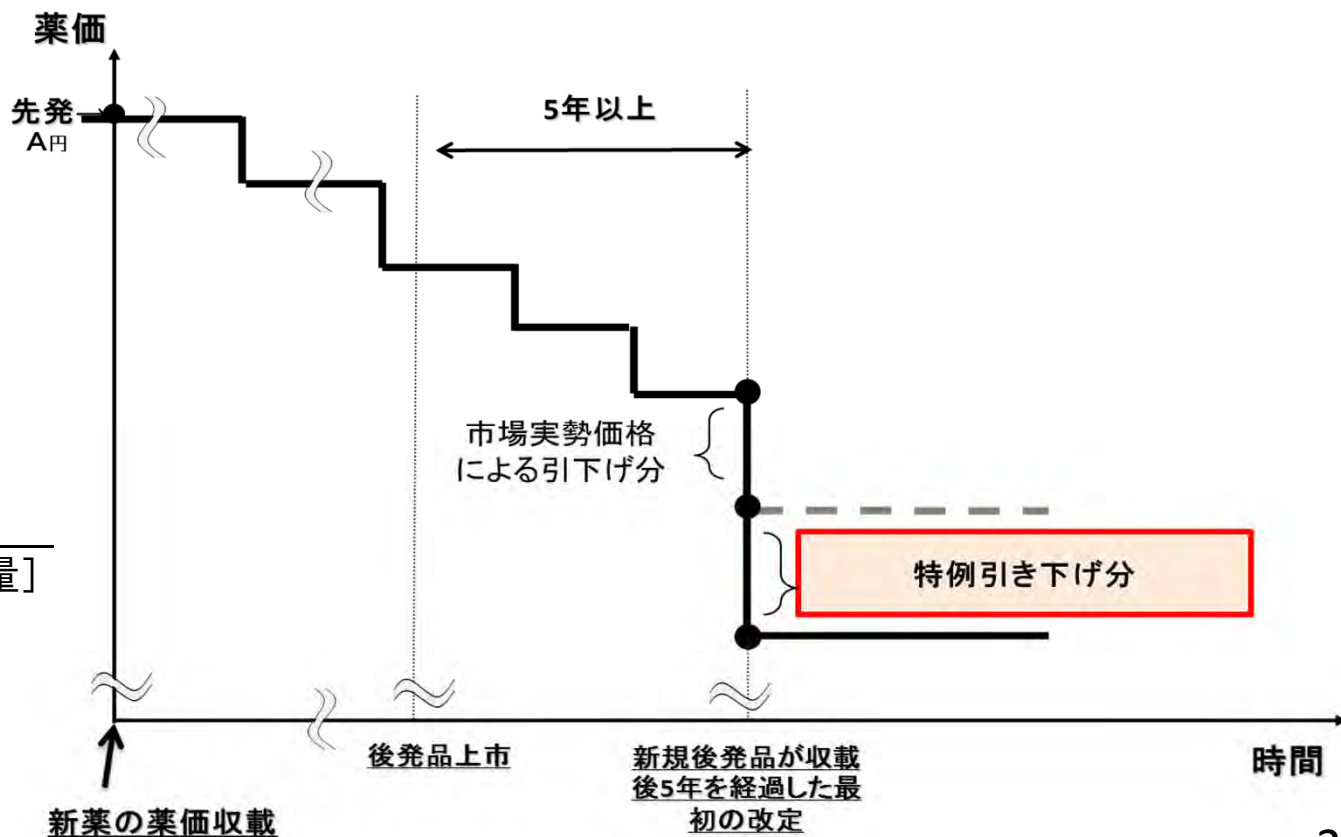 薬価
先発
A円
5年以上
市場実勢価格
による引下げ分
特例引き下げ分
量]
後発品上市
新規後発品が収載
後5年を経過した最
初の改定
時間
新薬の薬価収載